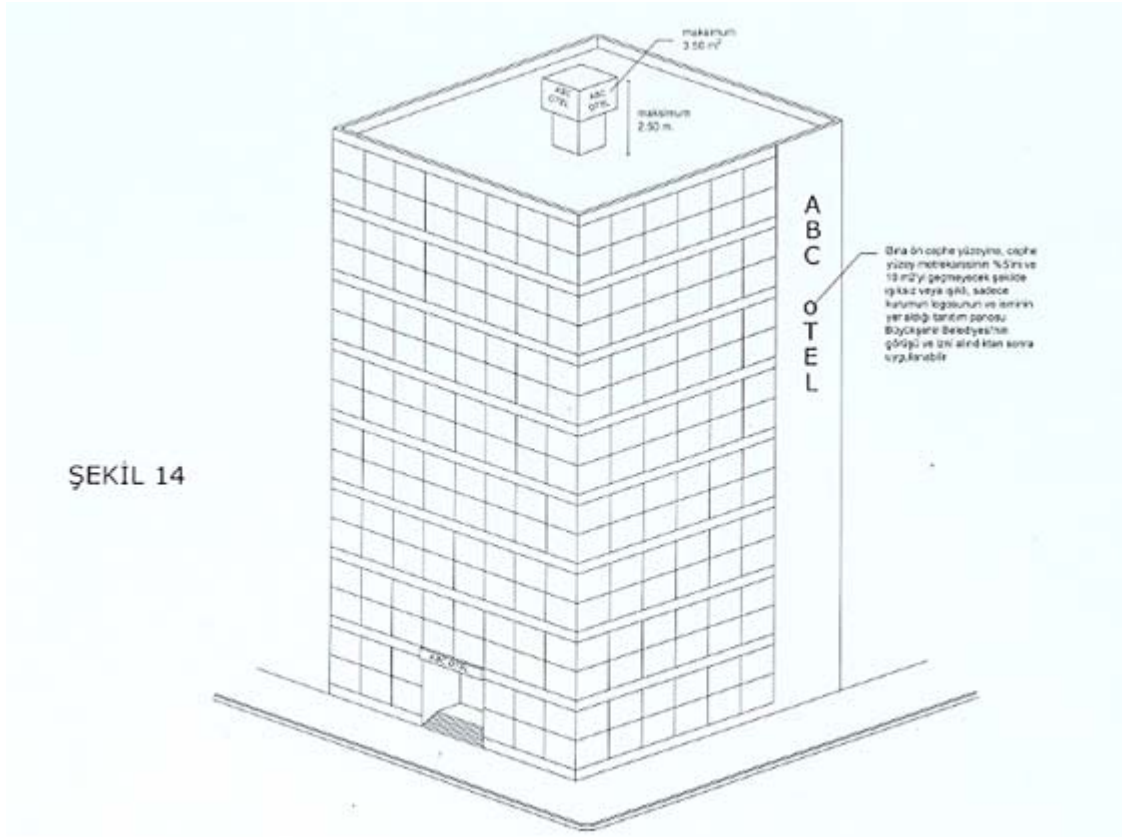 maksimum
3.50 m²
ABC
OTEL
ABC
OTEL
maksimum
2.50 m.
A
B
C
o
T
E
L
Bina ön cephe yüzeyine, cephe
yüzey metrekaresinin %5'ini ve
10 m2'yi geçmeyecek şekilde
ışıksız veya ışıklı, sadece
kurumun logosunun ve isminin
yer aldığı tanıtım panosu
Büyükşehir Belediyesi'nin
görüşü ve izni alındıktan sonra
uygulanabilir
ŞEKİL 14
ABC OTEL